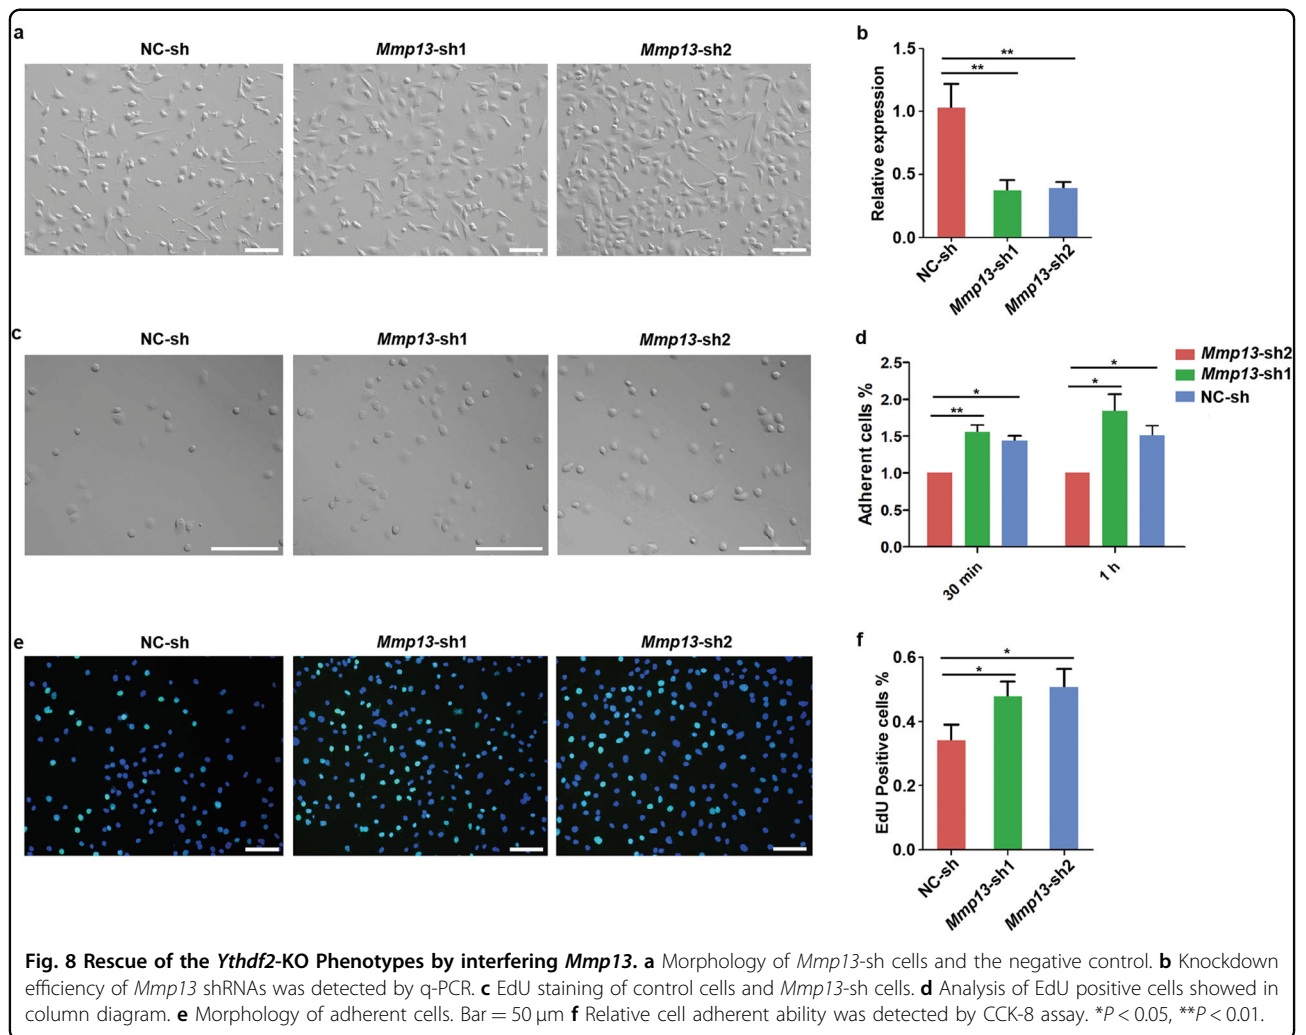 a
NC-sh
Mmp13-sh1
Mmp13-sh2
b
**
**
1.5
1.0
0.5
0.0
Relative expression
NC-sh
Mmp13-sh1
Mmp13-sh2
c
NC-sh
Mmp13-sh1
Mmp13-sh2
d
Mmp13-sh2
Mmp13-sh1
NC-sh
2.5
2.0
1.5
1.0
0.5
0.0
Adherent cells %
*
**
*
*
30 min
1 h
e
NC-sh
Mmp13-sh1
Mmp13-sh2
f
0.6
0.4
0.2
0.0
EdU Positive cells %
*
*
NC-sh
Mmp13-sh1
Mmp13-sh2
Fig. 8 Rescue of the Ythdf2-KO Phenotypes by interfering Mmp13. a Morphology of Mmp13-sh cells and the negative control. b Knockdown
efficiency of Mmp13 shRNAs was detected by q-PCR. c EdU staining of control cells and Mmp13-sh cells. d Analysis of EdU positive cells showed in
column diagram. e Morphology of adherent cells. Bar = 50 μm f Relative cell adherent ability was detected by CCK-8 assay. *P < 0.05, **P < 0.01.